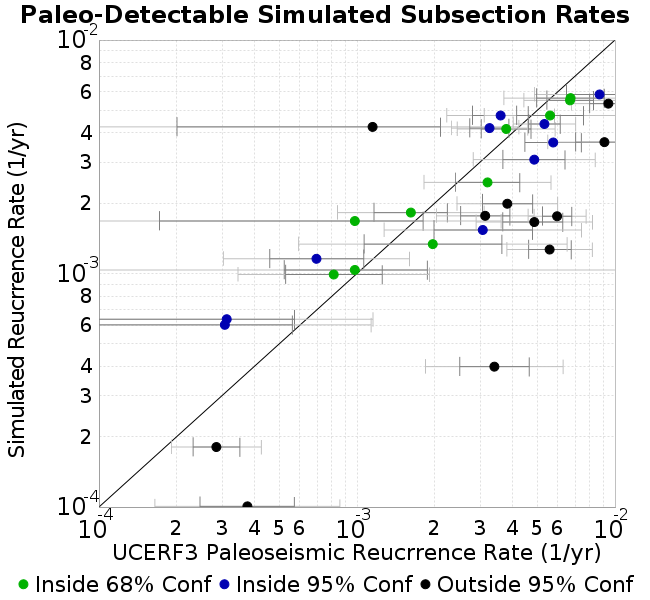 Paleo-Detectable Simulated Subsection Rates
Simulated Reucrrence Rate (1/yr)
10-2
8
6
4
3
2
10-3
8
6
4
3
2
10-4
10-4 2 3 4 5 6 10-3 2 3 4 5 6 10-2
UCERF3 Paleoseismic Reucrrence Rate (1/yr)
Inside 68% Conf Inside 95% Conf Outside 95% Conf